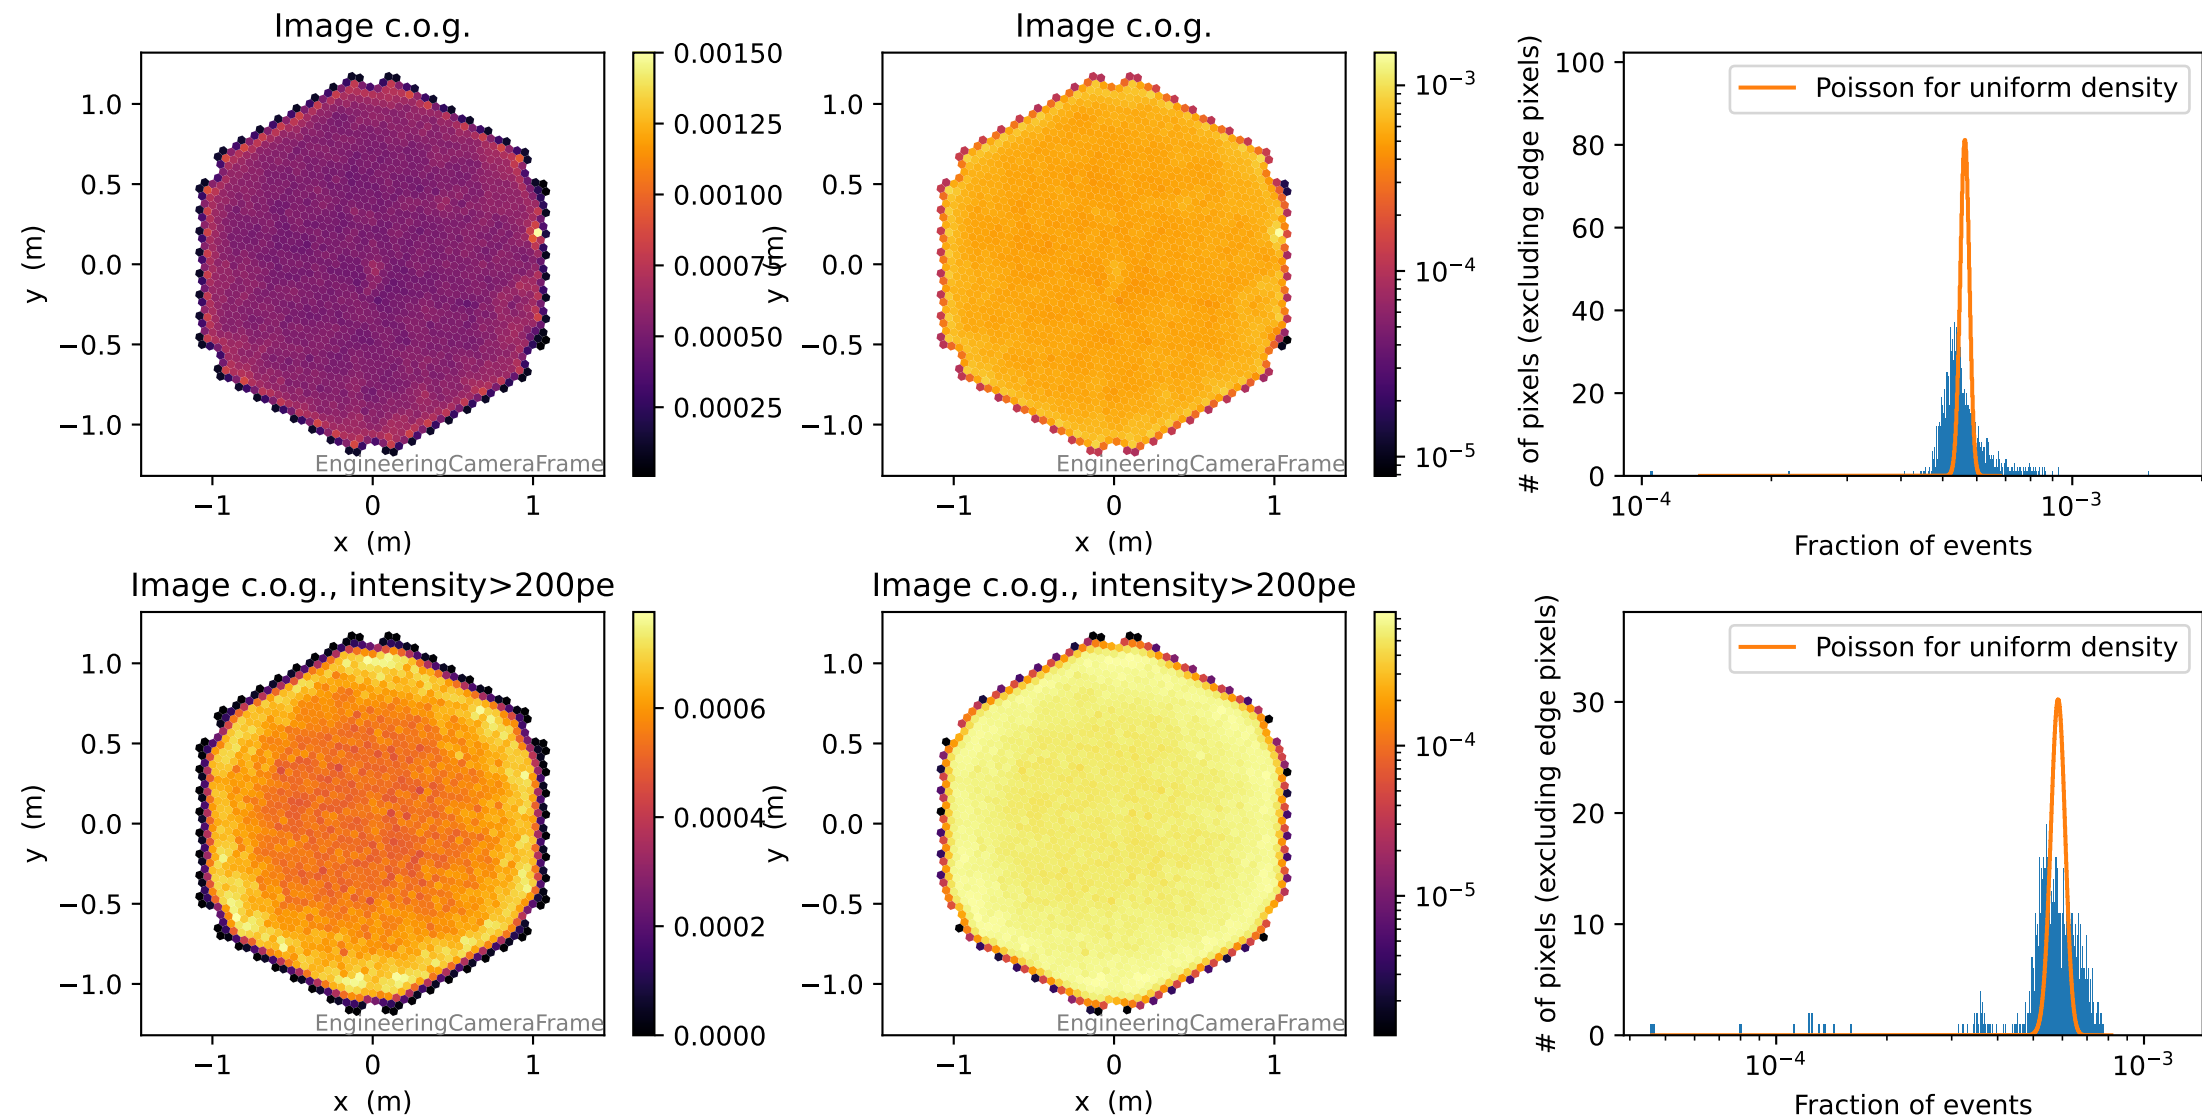 Image c.o.g.
1.0
0.5
0.0
−0.5
−1.0
y (m)
−1
0
1
x (m)
EngineeringCameraFrame
0.00150
0.00125
0.00100
0.00075
0.00050
0.00025
Image c.o.g.
1.0
0.5
0.0
−0.5
−1.0
y (m)
−1
0
1
x (m)
EngineeringCameraFrame
10⁻³
10⁻⁴
10⁻⁵
# of pixels (excluding edge pixels)
100
80
60
40
20
0
Poisson for uniform density
10⁻⁴
10⁻³
Fraction of events
Image c.o.g., intensity>200pe
1.0
0.5
0.0
−0.5
−1.0
y (m)
−1
0
1
x (m)
EngineeringCameraFrame
0.0006
0.0004
0.0002
0.0000
Image c.o.g., intensity>200pe
1.0
0.5
0.0
−0.5
−1.0
y (m)
−1
0
1
x (m)
EngineeringCameraFrame
10⁻⁴
10⁻⁵
# of pixels (excluding edge pixels)
30
20
10
0
Poisson for uniform density
10⁻⁴
10⁻³
Fraction of events